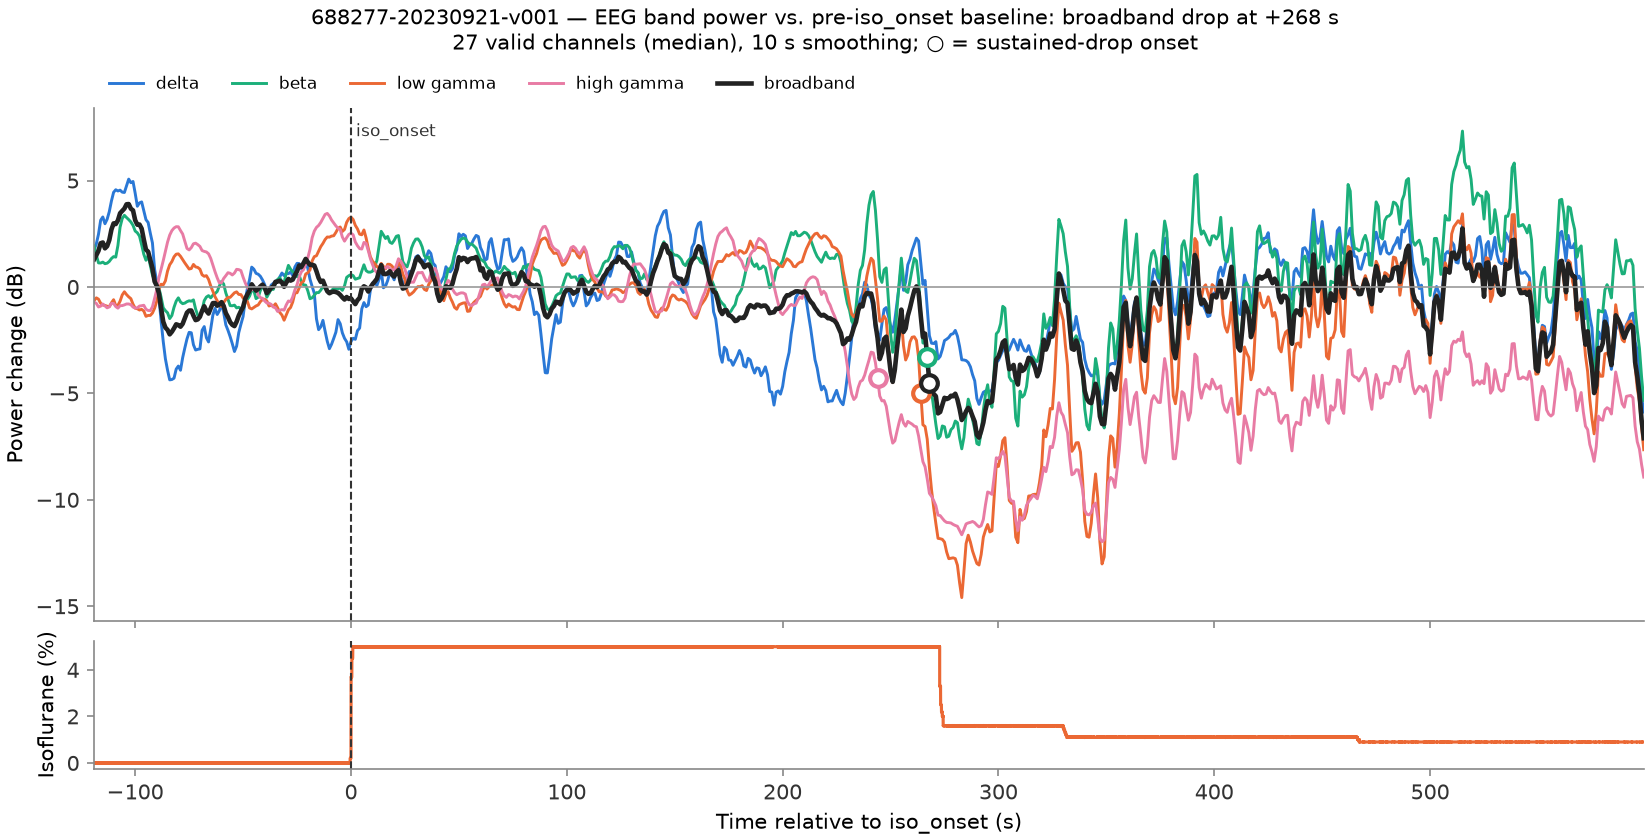 688277-20230921-v001 — EEG band power vs. pre-iso_onset baseline: broadband drop at +268 s
27 valid channels (median), 10 s smoothing; ○ = sustained-drop onset
delta beta low gamma high gamma broadband
iso_onset
Power change (dB)
5
0
−5
−10
−15
Isoflurane (%)
4
2
0
−100 0 100 200 300 400 500
Time relative to iso_onset (s)